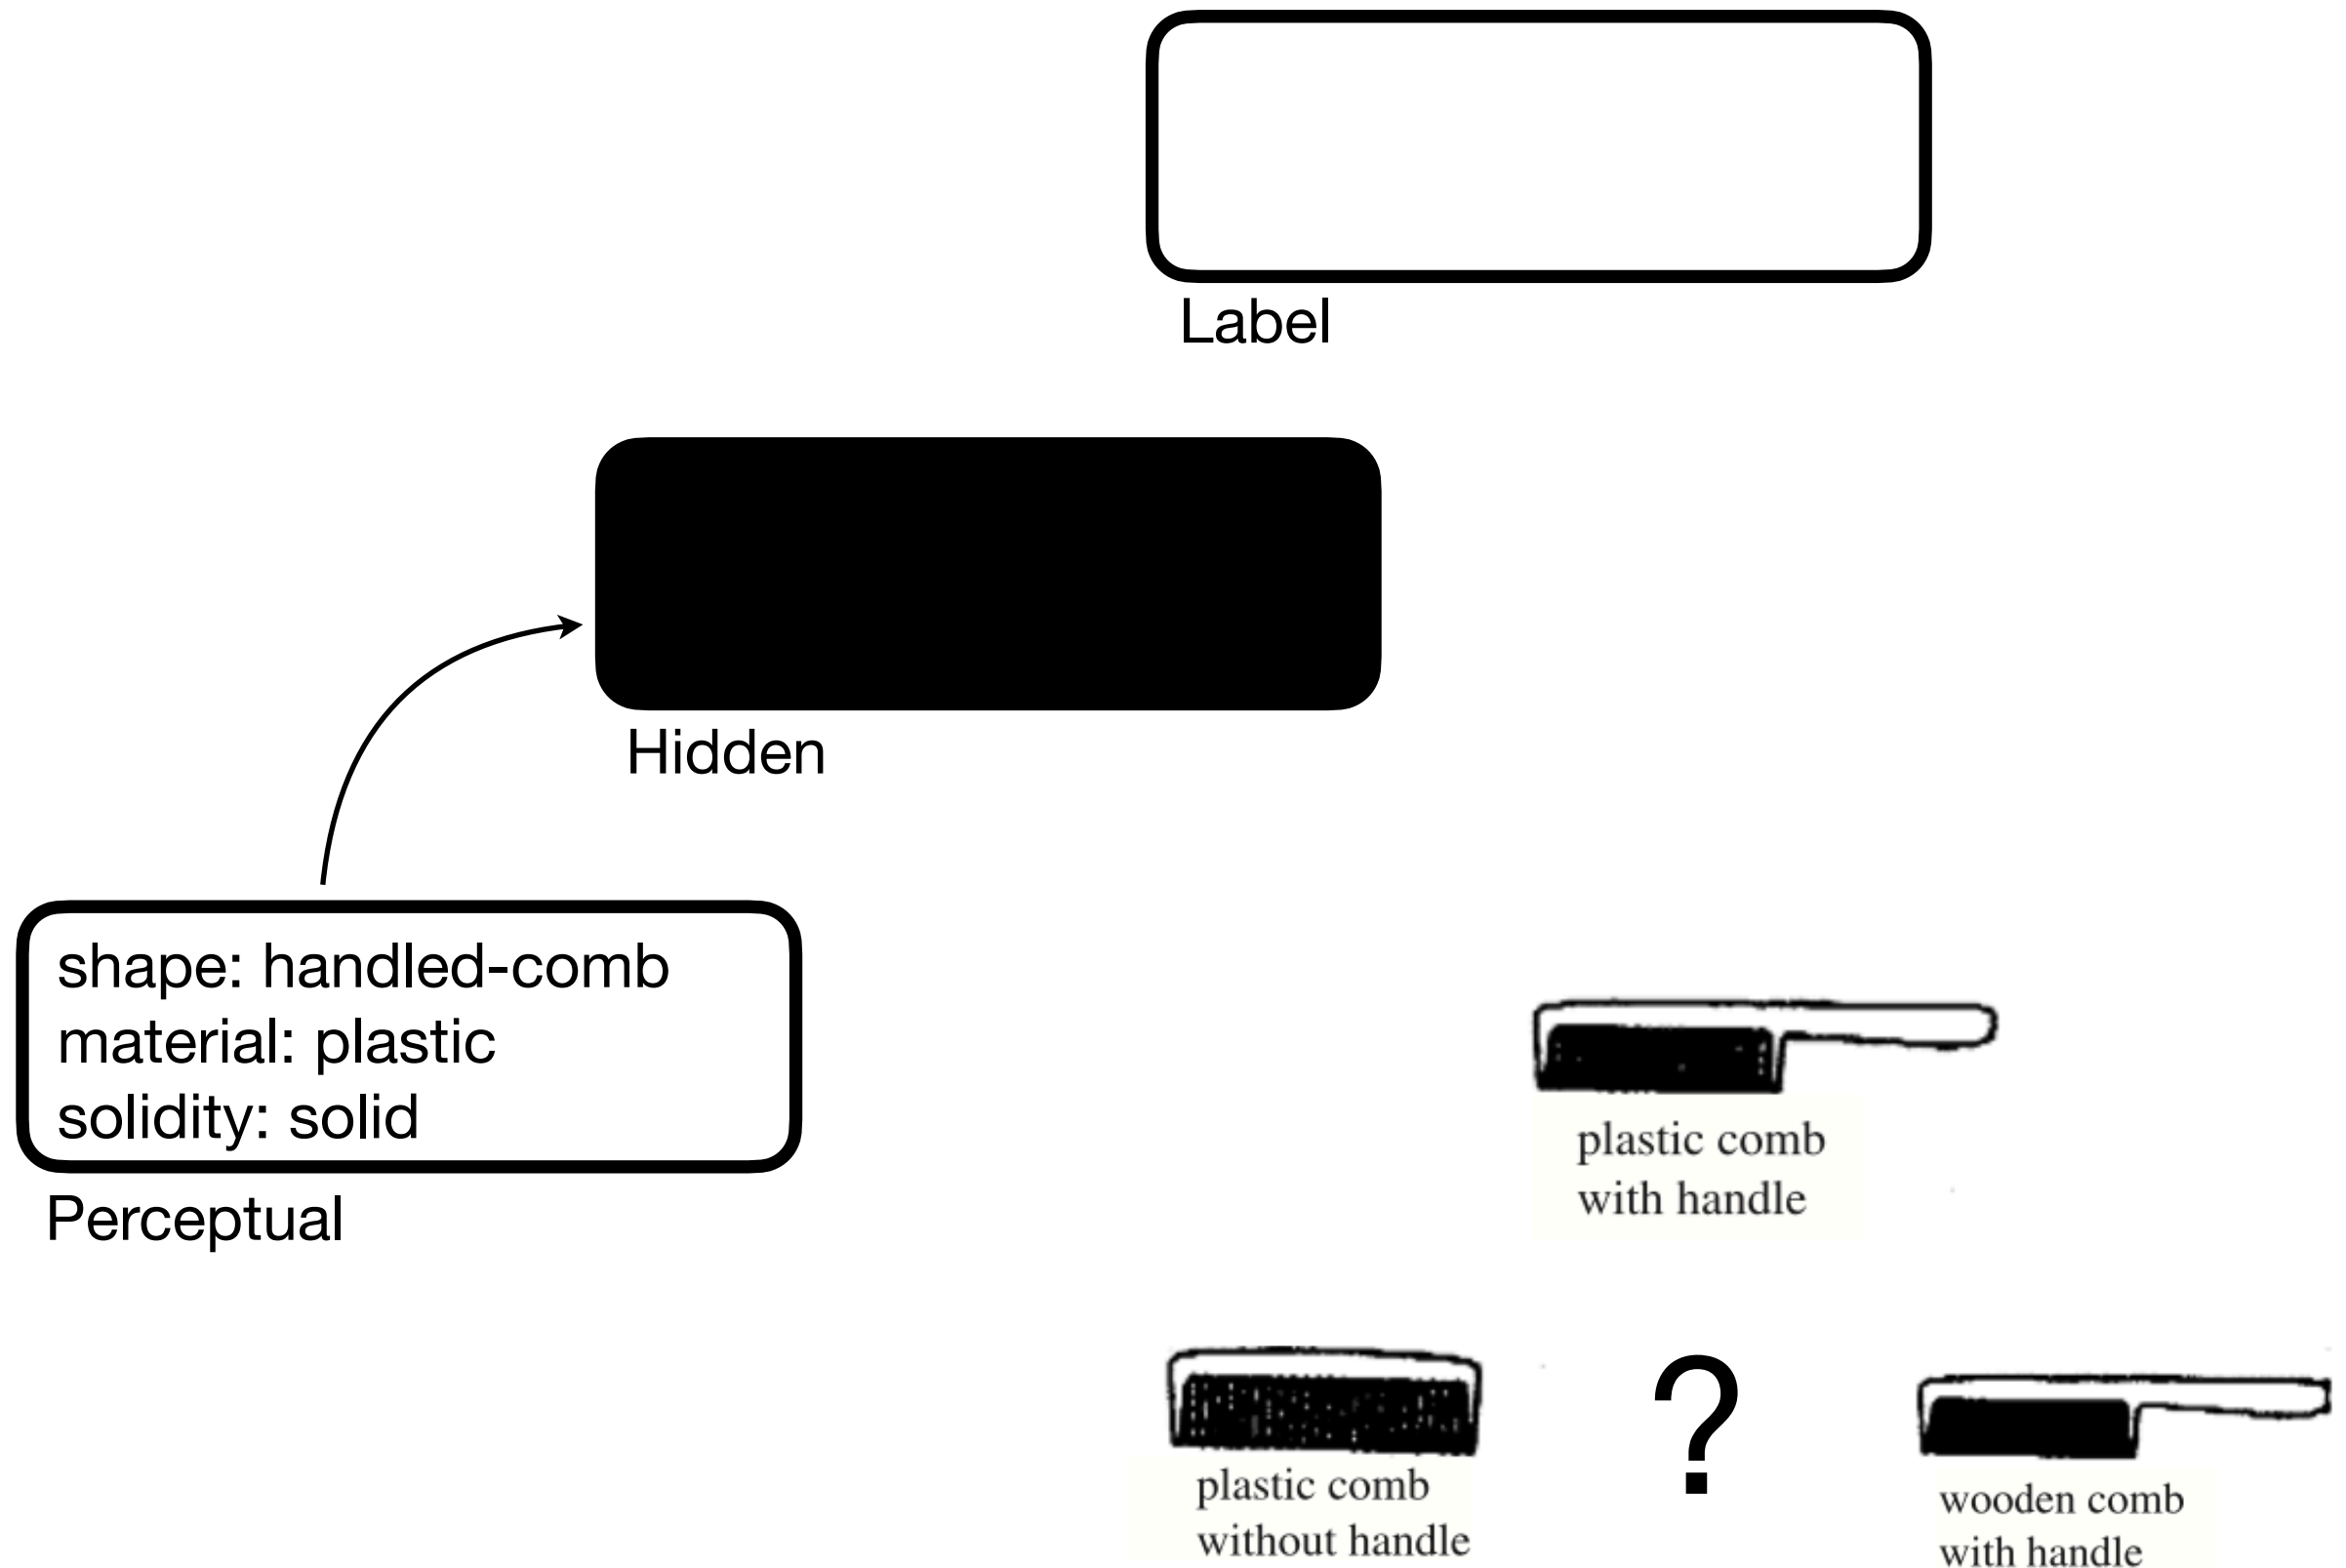 Label
Hidden
shape: handled-comb
material: plastic
solidity: solid
Perceptual
plastic comb
with handle
?
plastic comb
without handle
wooden comb
with handle